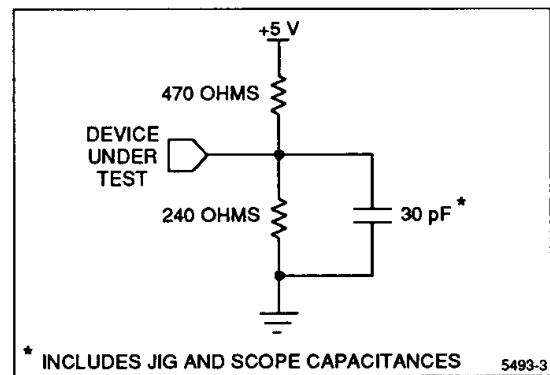 +5 V
470 OHMS
DEVICE
UNDER
TEST
240 OHMS
30 pF *
* INCLUDES JIG AND SCOPE CAPACITANCES
5493-3